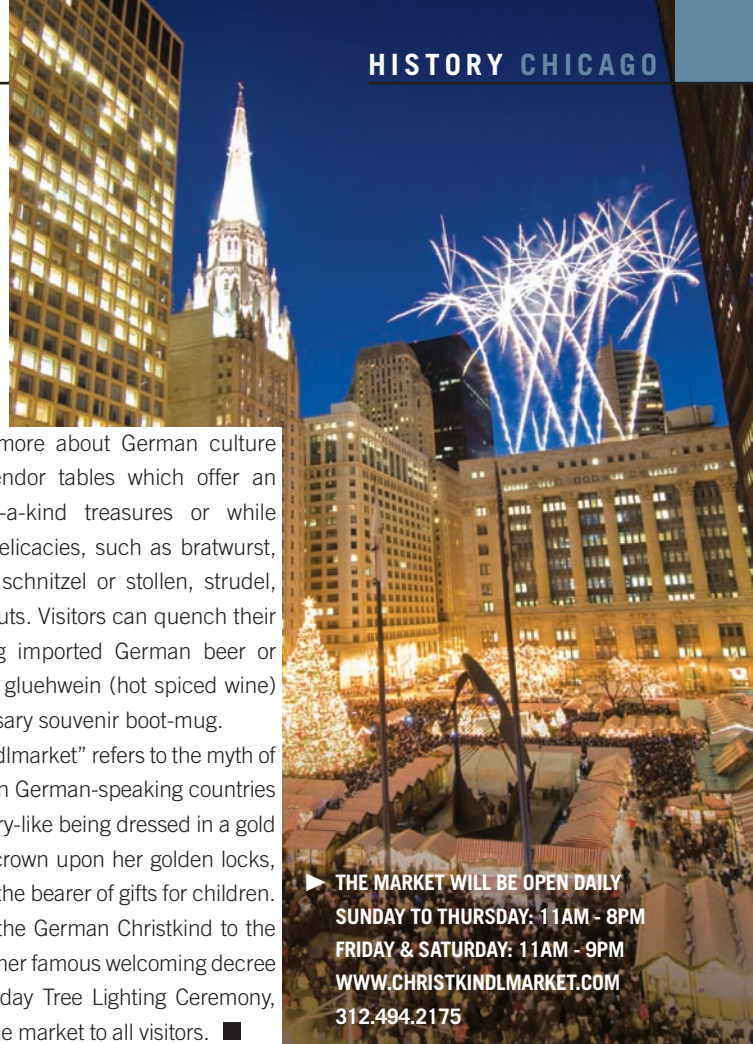 HISTORY CHICAGO
more about German culture
endor tables which offer an
-a-kind treasures or while
elicacies, such as bratwurst,
schnitzel or stollen, strudel,
uts. Visitors can quench their
g imported German beer or
gluehwein (hot spiced wine)
sary souvenir boot-mug.
dlmarket” refers to the myth of
n German-speaking countries
ry-like being dressed in a gold
crown upon her golden locks,
the bearer of gifts for children.
the German Christkind to the
her famous welcoming decree
day Tree Lighting Ceremony,
e market to all visitors.
THE MARKET WILL BE OPEN DAILY
SUNDAY TO THURSDAY: 11AM - 8PM
FRIDAY & SATURDAY: 11AM - 9PM
WWW.CHRISTKINDLMARKET.COM
312.494.2175